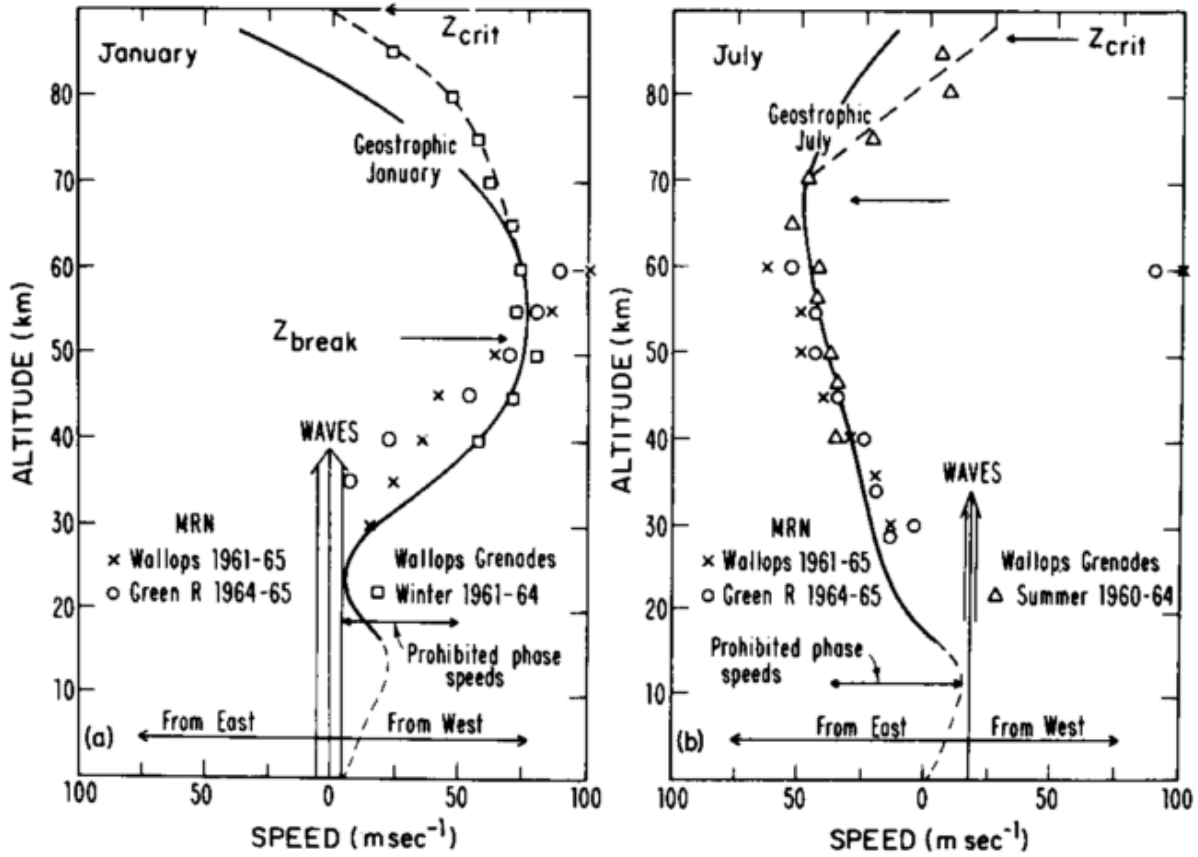 January
Zcrit
Geostrophic
January
Zbreak
WAVES
MRN
× Wallops 1961-65
○ Green R 1964-65
Wallops Grenades
□ Winter 1961-64
Prohibited phase
speeds
From East
From West
(a)
ALTITUDE (km)
80
70
60
50
40
30
20
10
100
50
0
50
100
SPEED (m sec⁻¹)
July
Zcrit
Geostrophic
July
WAVES
MRN
× Wallops 1961-65
○ Green R 1964-65
Wallops Grenades
△ Summer 1960-64
Prohibited phase
speeds
From East
From West
(b)
ALTITUDE (km)
80
70
60
50
40
30
20
10
100
50
0
50
100
SPEED (m sec⁻¹)